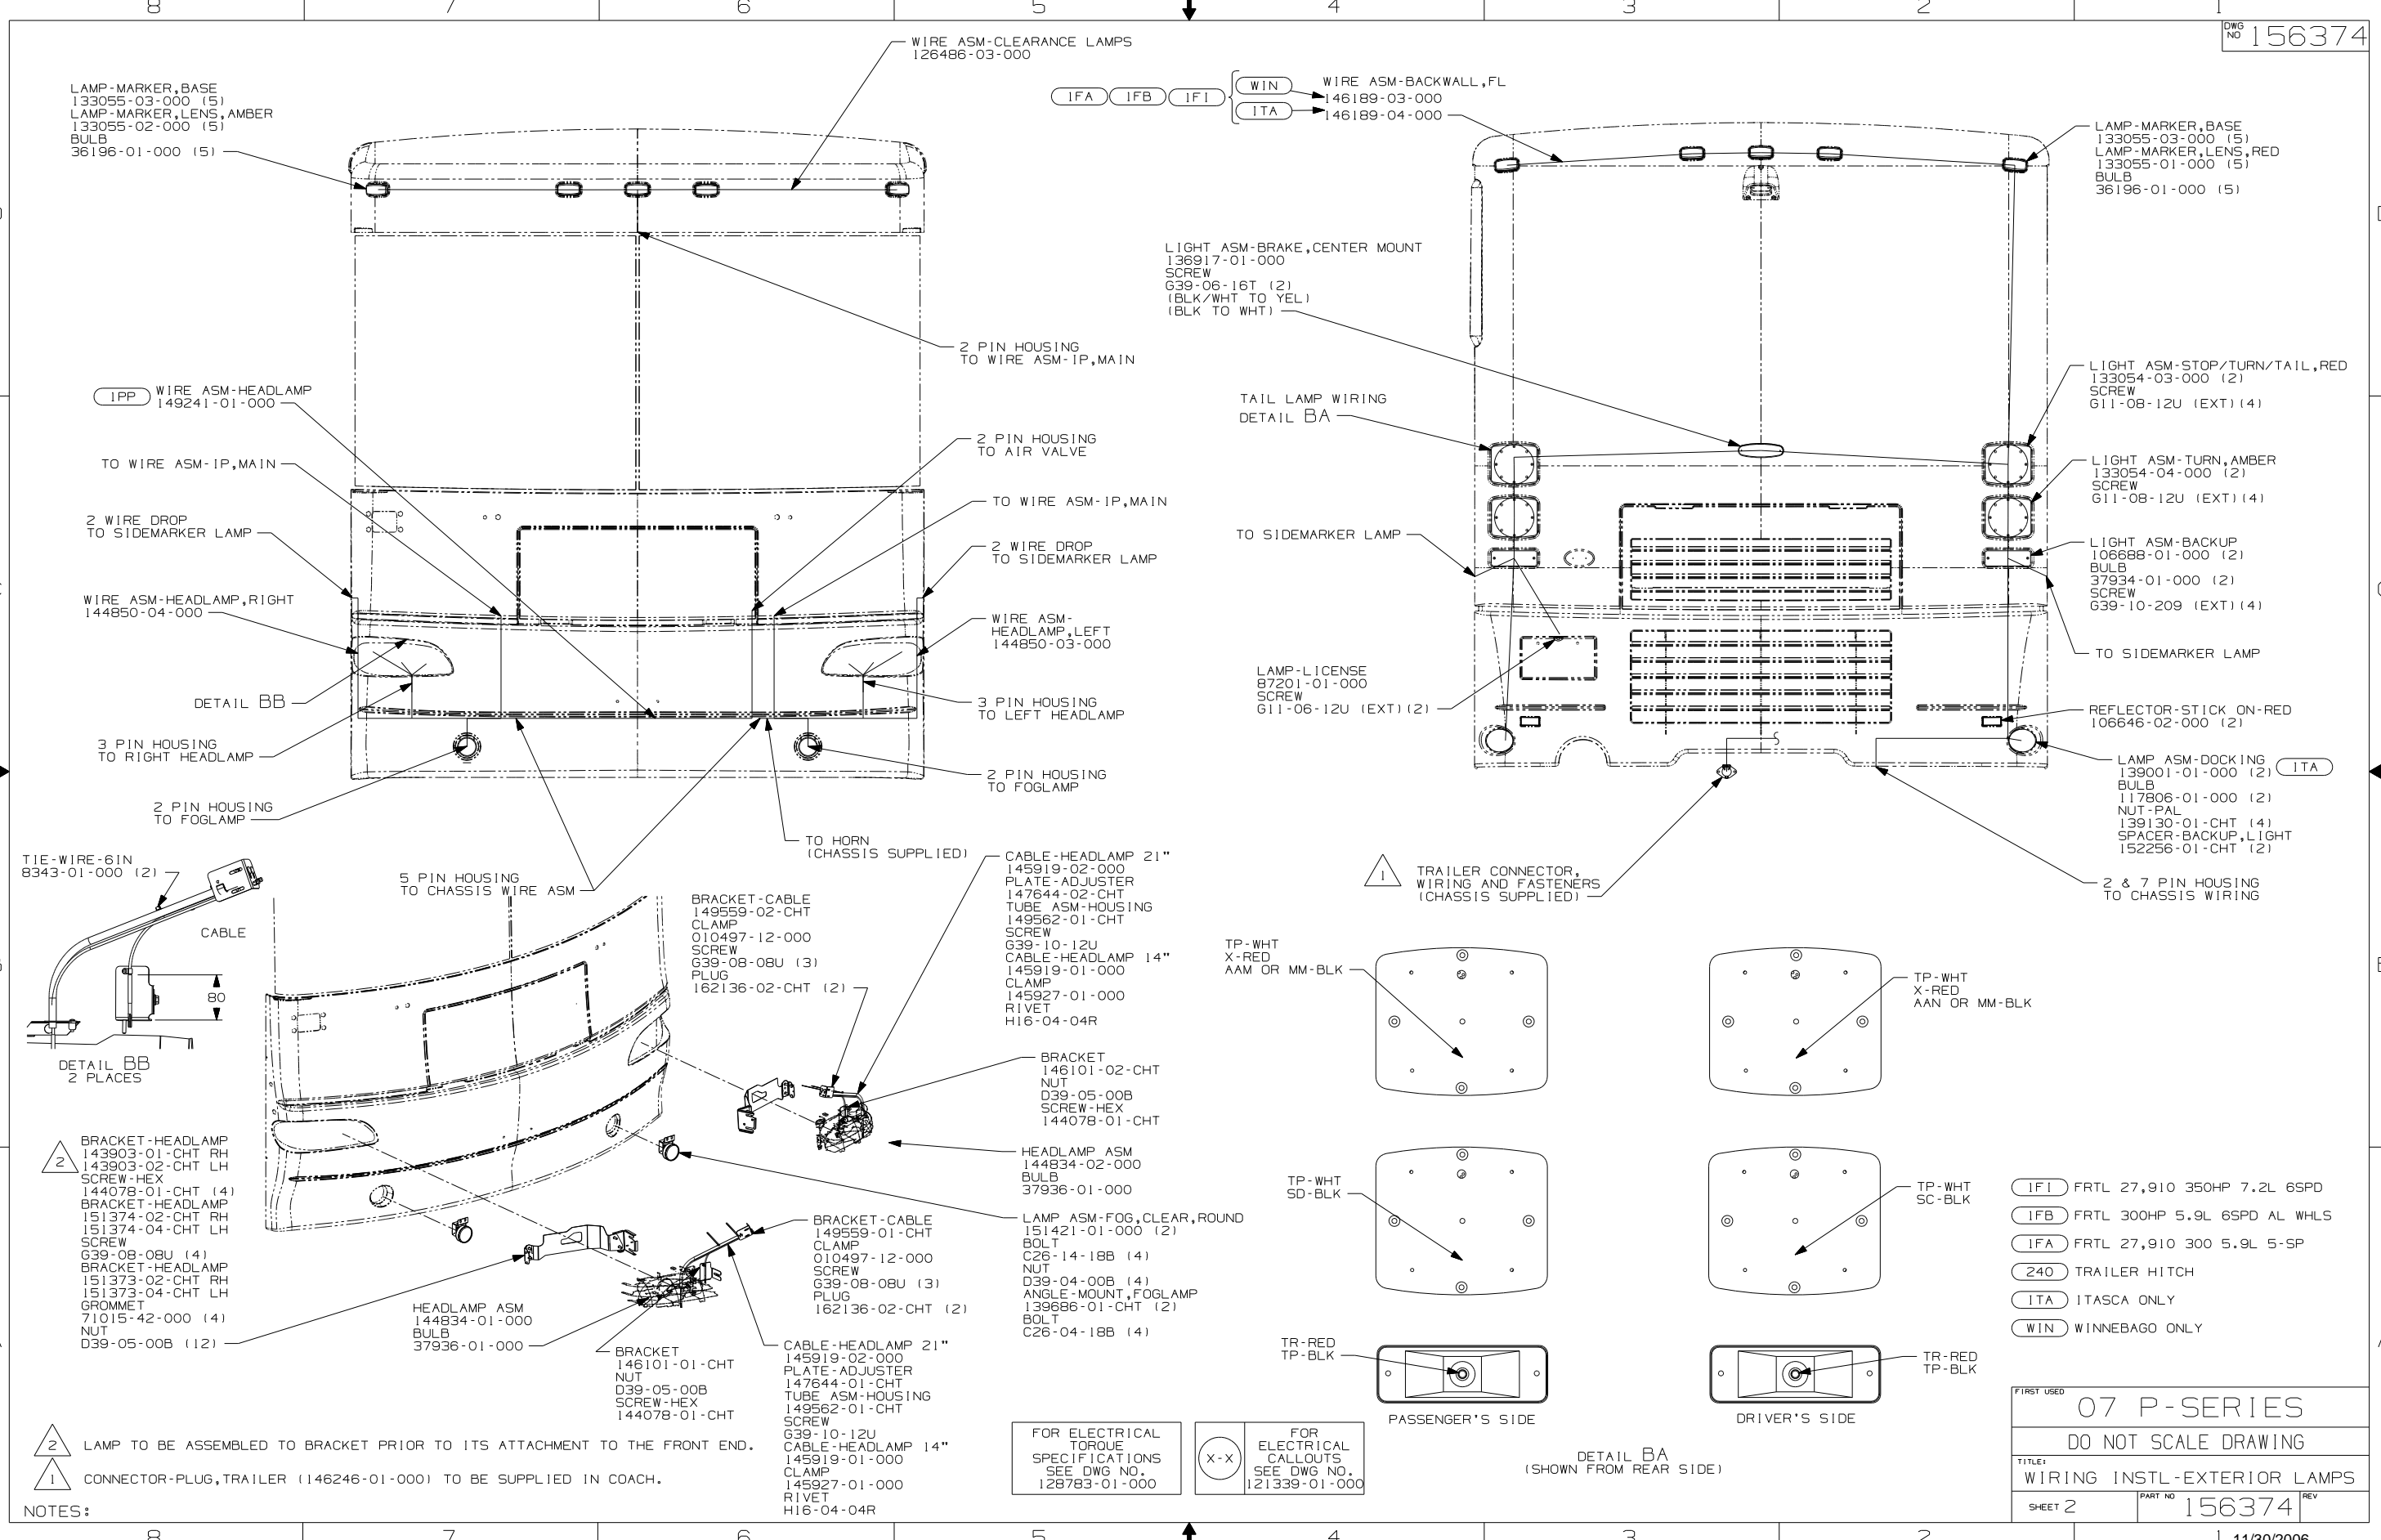 8 7 6 5 4 3 2 1
DWG NO 156374
WIRE ASM-CLEARANCE LAMPS
126486-03-000
LAMP-MARKER,BASE
133055-03-000 (5)
LAMP-MARKER,LENS,AMBER
133055-02-000 (5)
BULB
36196-01-000 (5)
1FA 1FB 1F1
WIN
1TA
WIRE ASM-BACKWALL,FL
146189-03-000
146189-04-000
LAMP-MARKER,BASE
133055-03-000 (5)
LAMP-MARKER,LENS,RED
133055-01-000 (5)
BULB
36196-01-000 (5)
LIGHT ASM-BRAKE,CENTER MOUNT
136917-01-000
SCREW
G39-06-16T (2)
(BLK/WHT TO YEL)
(BLK TO WHT)
2 PIN HOUSING
TO WIRE ASM-IP,MAIN
1PP
WIRE ASM-HEADLAMP
149241-01-000
TAIL LAMP WIRING
DETAIL BA
LIGHT ASM-STOP/TURN/TAIL,RED
133054-03-000 (2)
SCREW
G11-08-12U (EXT)(4)
TO WIRE ASM-IP,MAIN
2 PIN HOUSING
TO AIR VALVE
LIGHT ASM-TURN,AMBER
133054-04-000 (2)
SCREW
G11-08-12U (EXT)(4)
TO WIRE ASM-IP,MAIN
2 WIRE DROP
TO SIDEMARKER LAMP
2 WIRE DROP
TO SIDEMARKER LAMP
TO SIDEMARKER LAMP
LIGHT ASM-BACKUP
106688-01-000 (2)
BULB
37934-01-000 (2)
SCREW
G39-10-209 (EXT)(4)
WIRE ASM-HEADLAMP,RIGHT
144850-04-000
WIRE ASM-
HEADLAMP,LEFT
144850-03-000
TO SIDEMARKER LAMP
LAMP-LICENSE
87201-01-000
SCREW
G11-06-12U (EXT)(2)
DETAIL BB
3 PIN HOUSING
TO LEFT HEADLAMP
REFLECTOR-STICK ON-RED
106646-02-000 (2)
3 PIN HOUSING
TO RIGHT HEADLAMP
2 PIN HOUSING
TO FOGLAMP
LAMP ASM-DOCKING
139001-01-000 (2)
1TA
BULB
117806-01-000 (2)
NUT-PAL
139130-01-CHT (4)
SPACER-BACKUP,LIGHT
152256-01-CHT (2)
2 PIN HOUSING
TO FOGLAMP
TO HORN
(CHASSIS SUPPLIED)
TIE-WIRE-6IN
8343-01-000 (2)
5 PIN HOUSING
TO CHASSIS WIRE ASM
1
TRAILER CONNECTOR,
WIRING AND FASTENERS
(CHASSIS SUPPLIED)
2 & 7 PIN HOUSING
TO CHASSIS WIRING
CABLE
80
DETAIL BB
2 PLACES
BRACKET-CABLE
149559-02-CHT
CLAMP
010497-12-000
SCREW
G39-08-08U (3)
PLUG
162136-02-CHT (2)
CABLE-HEADLAMP 21"
145919-02-000
PLATE-ADJUSTER
147644-02-CHT
TUBE ASM-HOUSING
149562-01-CHT
SCREW
G39-10-12U
CABLE-HEADLAMP 14"
145919-01-000
CLAMP
145927-01-000
RIVET
H16-04-04R
TP-WHT
X-RED
AAM OR MM-BLK
TP-WHT
X-RED
AAN OR MM-BLK
BRACKET
146101-02-CHT
NUT
D39-05-00B
SCREW-HEX
144078-01-CHT
HEADLAMP ASM
144834-02-000
BULB
37936-01-000
2
BRACKET-HEADLAMP
143903-01-CHT RH
143903-02-CHT LH
SCREW-HEX
144078-01-CHT (4)
BRACKET-HEADLAMP
151374-02-CHT RH
151374-04-CHT LH
SCREW
G39-08-08U (4)
BRACKET-HEADLAMP
151373-02-CHT RH
151373-04-CHT LH
GROMMET
71015-42-000 (4)
NUT
D39-05-00B (12)
LAMP ASM-FOG,CLEAR,ROUND
151421-01-000 (2)
BOLT
C26-14-18B (4)
NUT
D39-04-00B (4)
ANGLE-MOUNT,FOGLAMP
139686-01-CHT (2)
BOLT
C26-04-18B (4)
BRACKET-CABLE
149559-01-CHT
CLAMP
010497-12-000
SCREW
G39-08-08U (3)
PLUG
162136-02-CHT (2)
HEADLAMP ASM
144834-01-000
BULB
37936-01-000
BRACKET
146101-01-CHT
NUT
D39-05-00B
SCREW-HEX
144078-01-CHT
CABLE-HEADLAMP 21"
145919-02-000
PLATE-ADJUSTER
147644-01-CHT
TUBE ASM-HOUSING
149562-01-CHT
SCREW
G39-10-12U
CABLE-HEADLAMP 14"
145919-01-000
CLAMP
145927-01-000
RIVET
H16-04-04R
TP-WHT
SD-BLK
TP-WHT
SC-BLK
TR-RED
TP-BLK
TR-RED
TP-BLK
PASSENGER'S SIDE
DRIVER'S SIDE
DETAIL BA
(SHOWN FROM REAR SIDE)
1F1 FRTL 27,910 350HP 7.2L 6SPD
1FB FRTL 300HP 5.9L 6SPD AL WHLS
1FA FRTL 27,910 300 5.9L 5-SP
240 TRAILER HITCH
1TA ITASCA ONLY
WIN WINNEBAGO ONLY
2 LAMP TO BE ASSEMBLED TO BRACKET PRIOR TO ITS ATTACHMENT TO THE FRONT END.
1 CONNECTOR-PLUG,TRAILER (146246-01-000) TO BE SUPPLIED IN COACH.
NOTES:
FOR ELECTRICAL
TORQUE
SPECIFICATIONS
SEE DWG NO.
128783-01-000
X-X
FOR
ELECTRICAL
CALLOUTS
SEE DWG NO.
121339-01-000
FIRST USED
07 P-SERIES
DO NOT SCALE DRAWING
TITLE:
WIRING INSTL-EXTERIOR LAMPS
SHEET 2
PART NO 156374
REV
8 7 6 5 4 3 2 1
11/30/2006